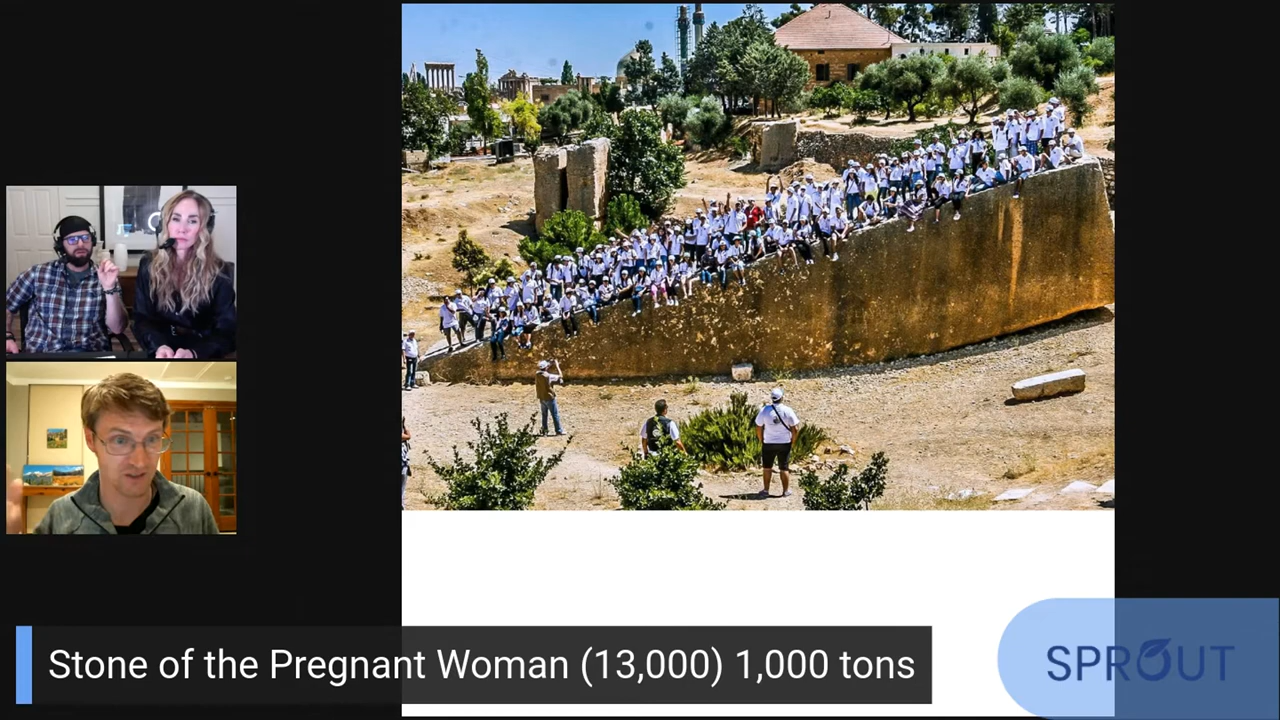 Stone of the Pregnant Woman (13,000) 1,000 tons
SPROUT